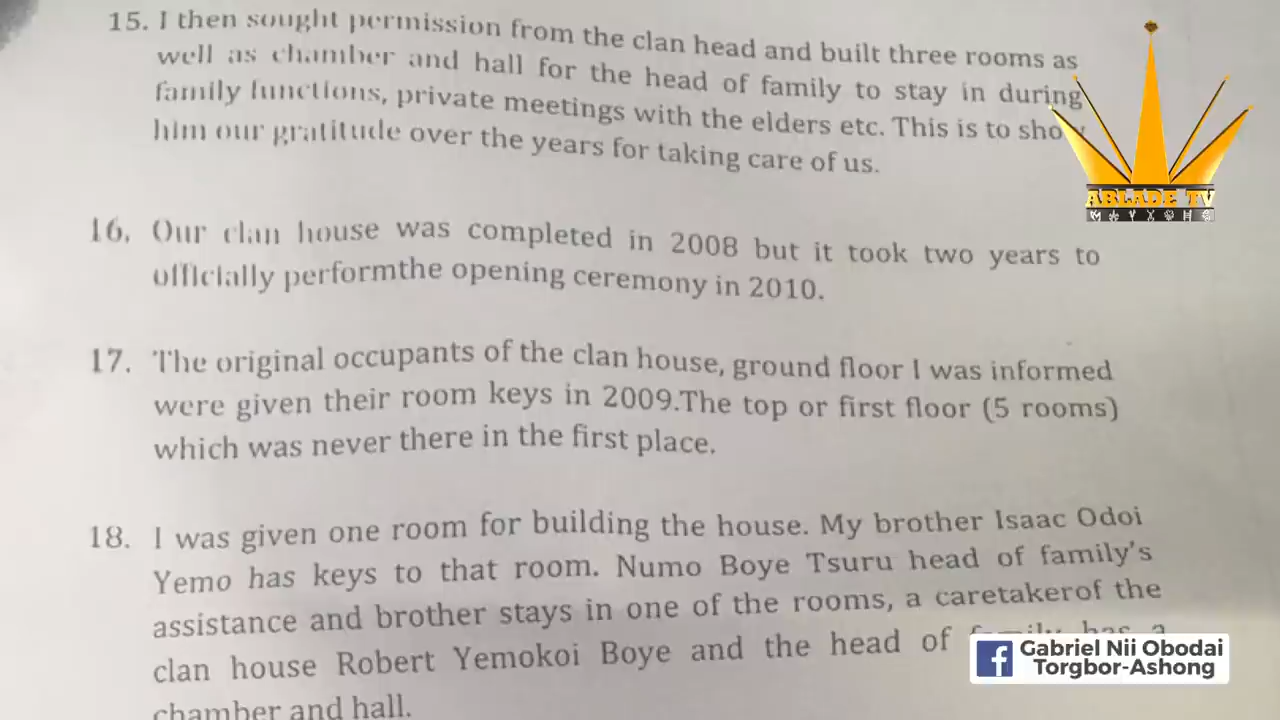 15. I then sought permission from the clan head and built three rooms as
well as chamber and hall for the head of family to stay in during
family functions, private meetings with the elders etc. This is to show
him our gratitude over the years for taking care of us.
16. Our clan house was completed in 2008 but it took two years to
officially performthe opening ceremony in 2010.
17. The original occupants of the clan house, ground floor I was informed
were given their room keys in 2009.The top or first floor (5 rooms)
which was never there in the first place.
18. I was given one room for building the house. My brother Isaac Odoi
Yemo has keys to that room. Numo Boye Tsuru head of family's
assistance and brother stays in one of the rooms, a caretakerof the
clan house Robert Yemokoi Boye and the head of family has a
chamber and hall.
ABLADE TV
Gabriel Nii Obodai
Torgbor-Ashong